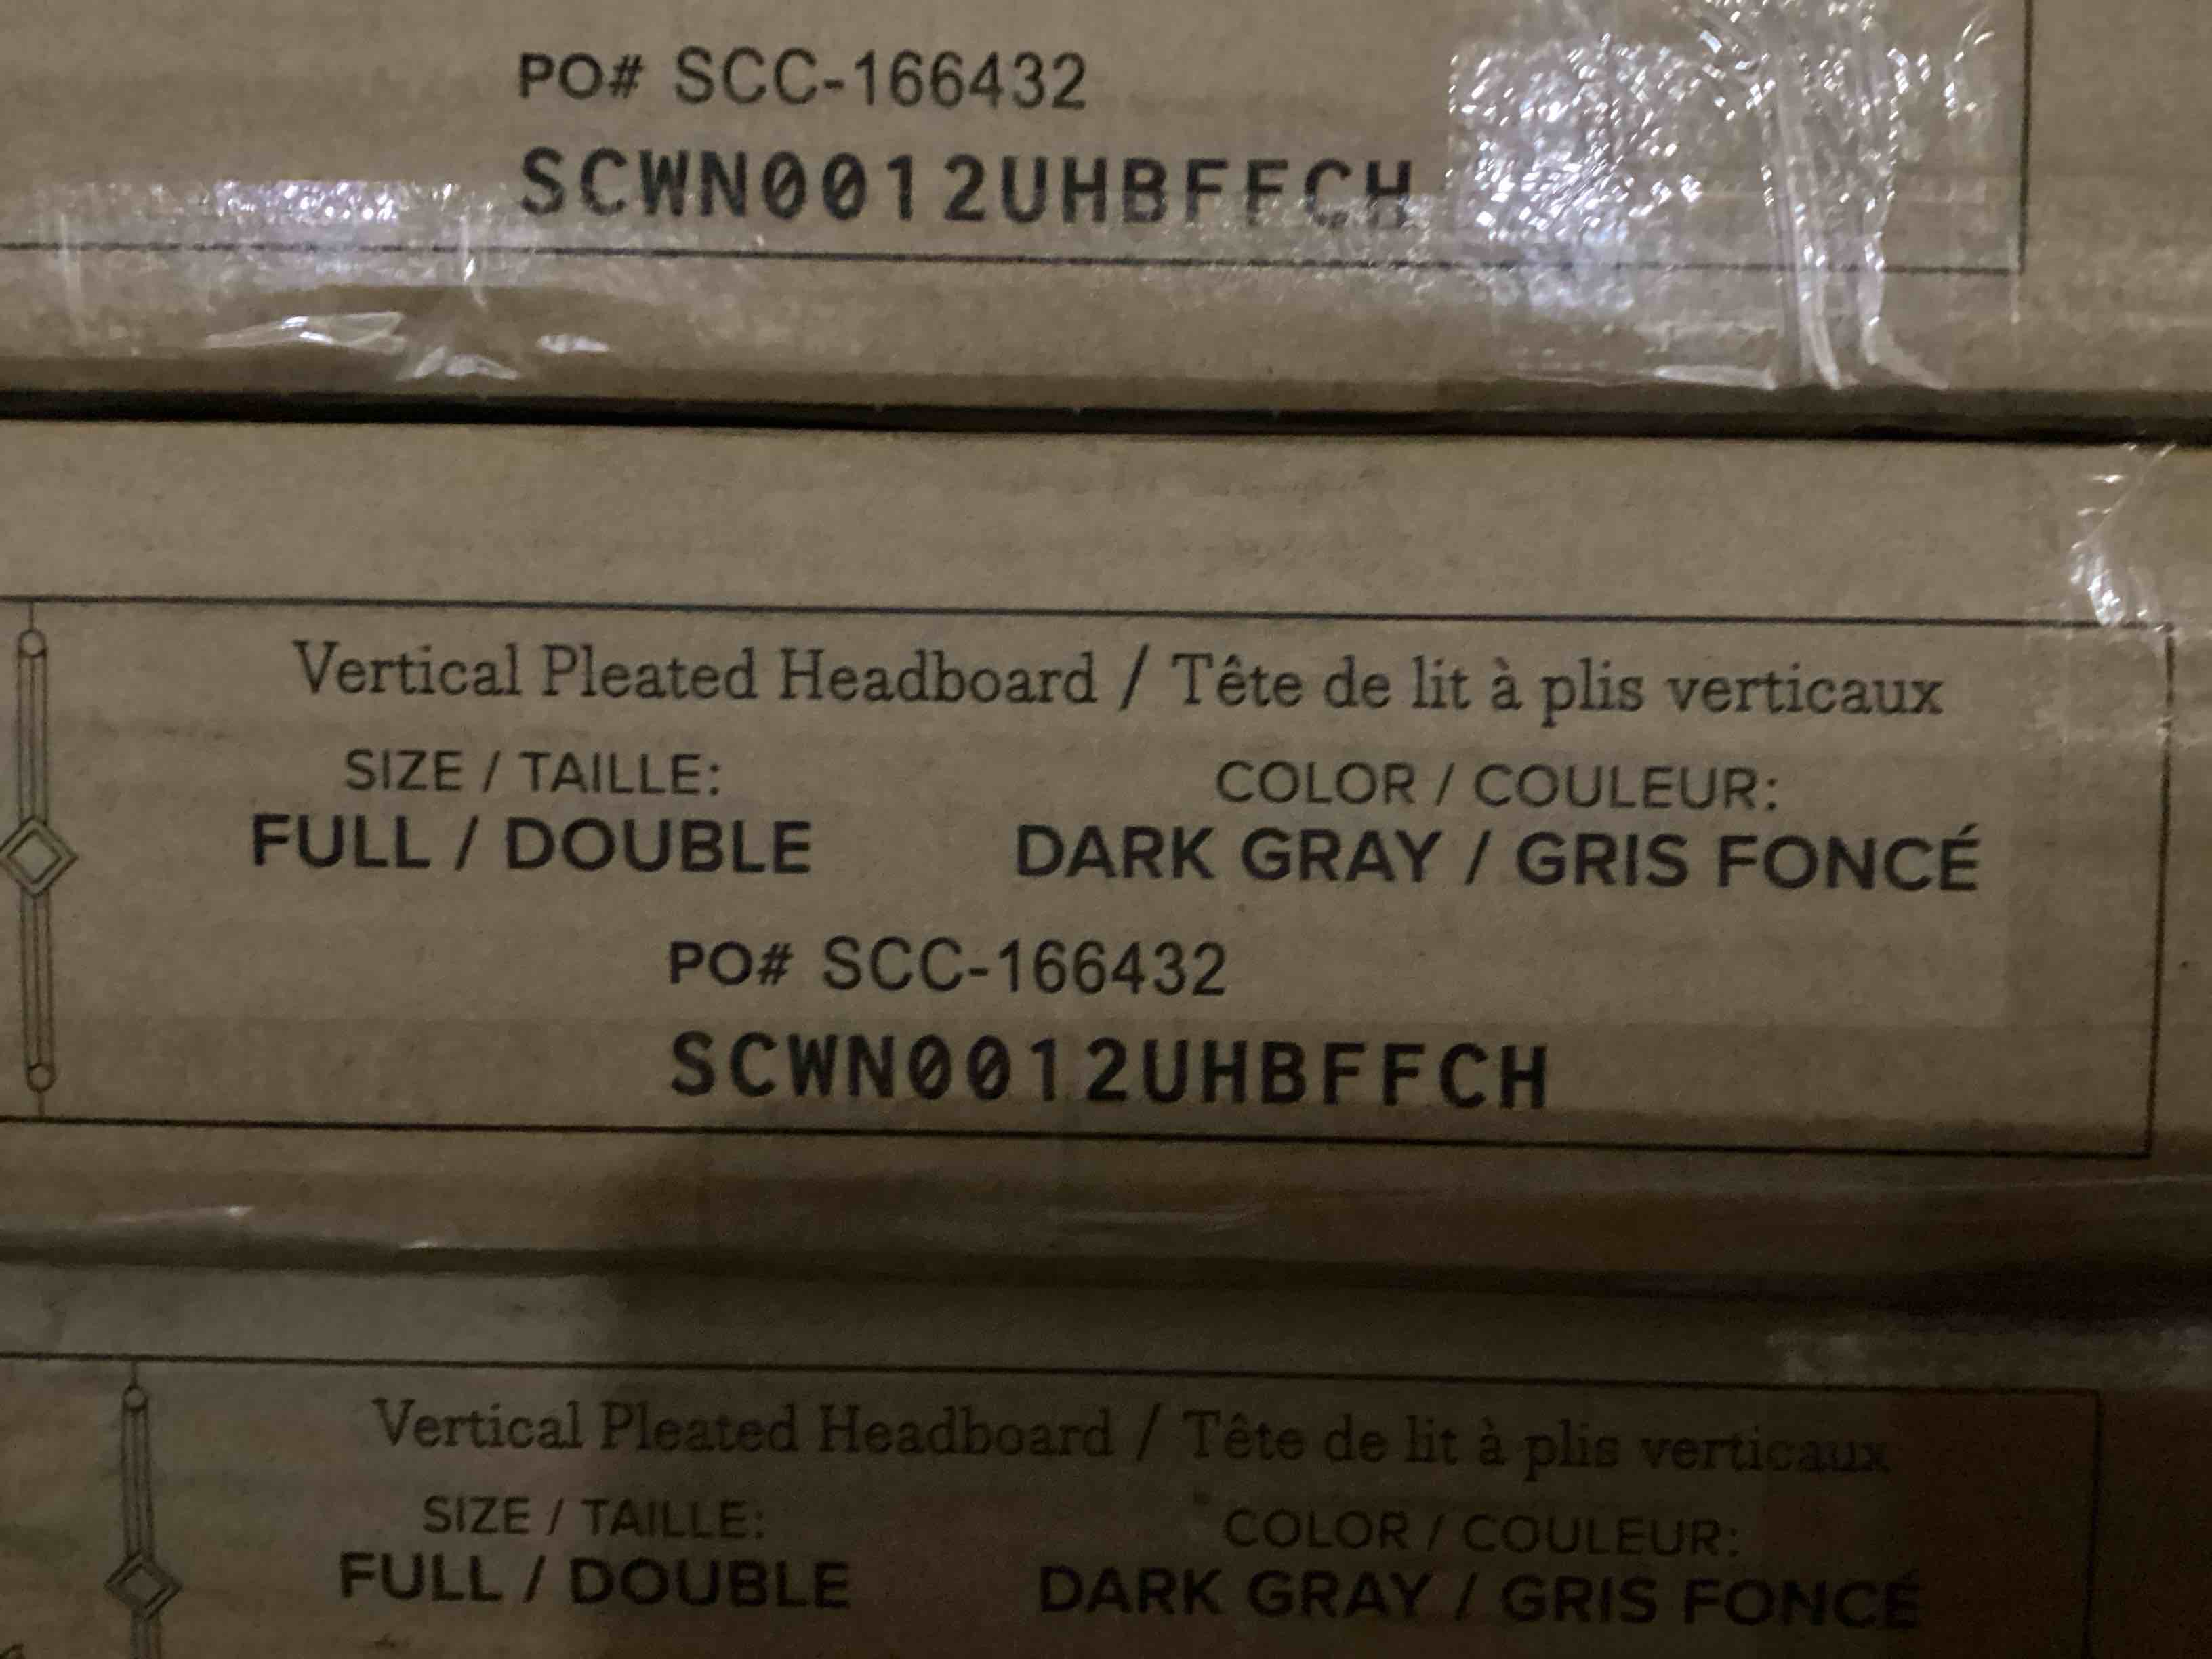 PO# SCC-166432
SCWN0012UHBFFCH
Vertical Pleated Headboard / Tête de lit à plis verticaux
SIZE / TAILLE: COLOR / COULEUR:
FULL / DOUBLE DARK GRAY / GRIS FONCÉ
PO# SCC-166432
SCWN0012UHBFFCH
Vertical Pleated Headboard / Tête de lit à plis verticaux
SIZE / TAILLE: COLOR / COULEUR:
FULL / DOUBLE DARK GRAY / GRIS FONCÉ